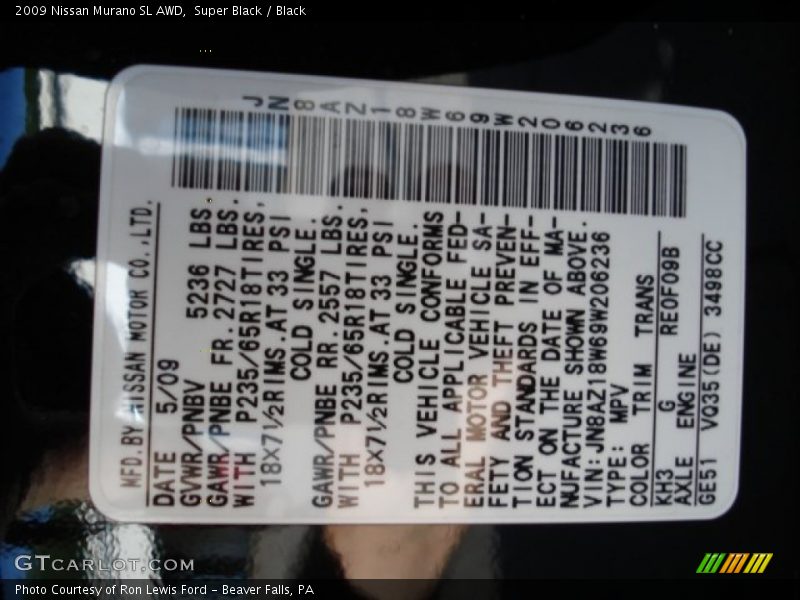 2009 Nissan Murano SL AWD,  Super Black / Black
JN8AZ18W69W206236
MFD. BY NISSAN MOTOR CO.,LTD.
DATE 5/09
GVWR/PNBV 5236 LBS.
GAWR/PNBE FR. 2727 LBS.
WITH P235/65R18TIRES,
18×7½RIMS.AT 33 PSI
COLD SINGLE.
GAWR/PNBE RR. 2557 LBS.
WITH P235/65R18TIRES,
18×7½RIMS.AT 33 PSI
COLD SINGLE.
THIS VEHICLE CONFORMS
TO ALL APPLICABLE FED-
ERAL MOTOR VEHICLE SA-
FETY AND THEFT PREVEN-
TION STANDARDS IN EFF-
ECT ON THE DATE OF MA-
NUFACTURE SHOWN ABOVE.
VIN: JN8AZ18W69W206236
TYPE: MPV
COLOR TRIM TRANS
KH3 G RE0F09B
AXLE ENGINE
GE51 VQ35(DE) 3498CC
GTCARLOT.COM
Photo Courtesy of Ron Lewis Ford - Beaver Falls, PA